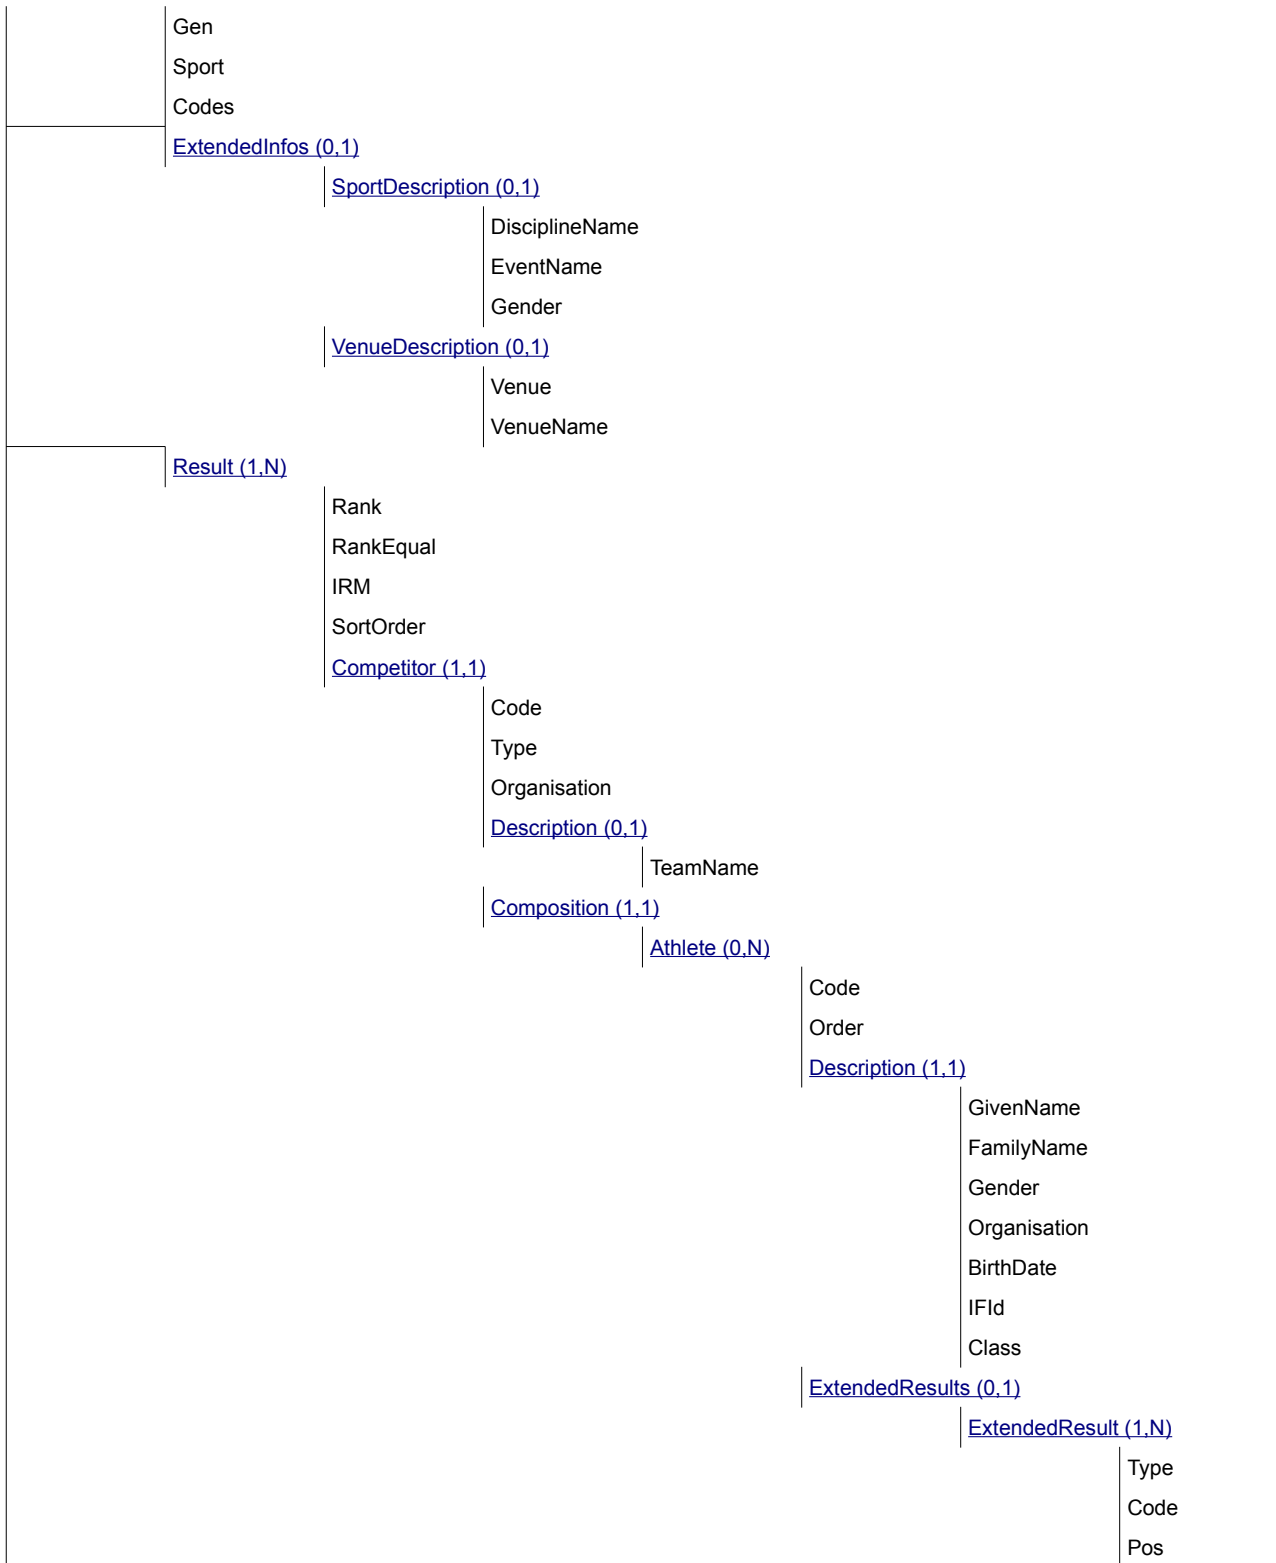 Gen
Sport
Codes
ExtendedInfos (0,1)
SportDescription (0,1)
DisciplineName
EventName
Gender
VenueDescription (0,1)
Venue
VenueName
Result (1,N)
Rank
RankEqual
IRM
SortOrder
Competitor (1,1)
Code
Type
Organisation
Description (0,1)
TeamName
Composition (1,1)
Athlete (0,N)
Code
Order
Description (1,1)
GivenName
FamilyName
Gender
Organisation
BirthDate
IFId
Class
ExtendedResults (0,1)
ExtendedResult (1,N)
Type
Code
Pos